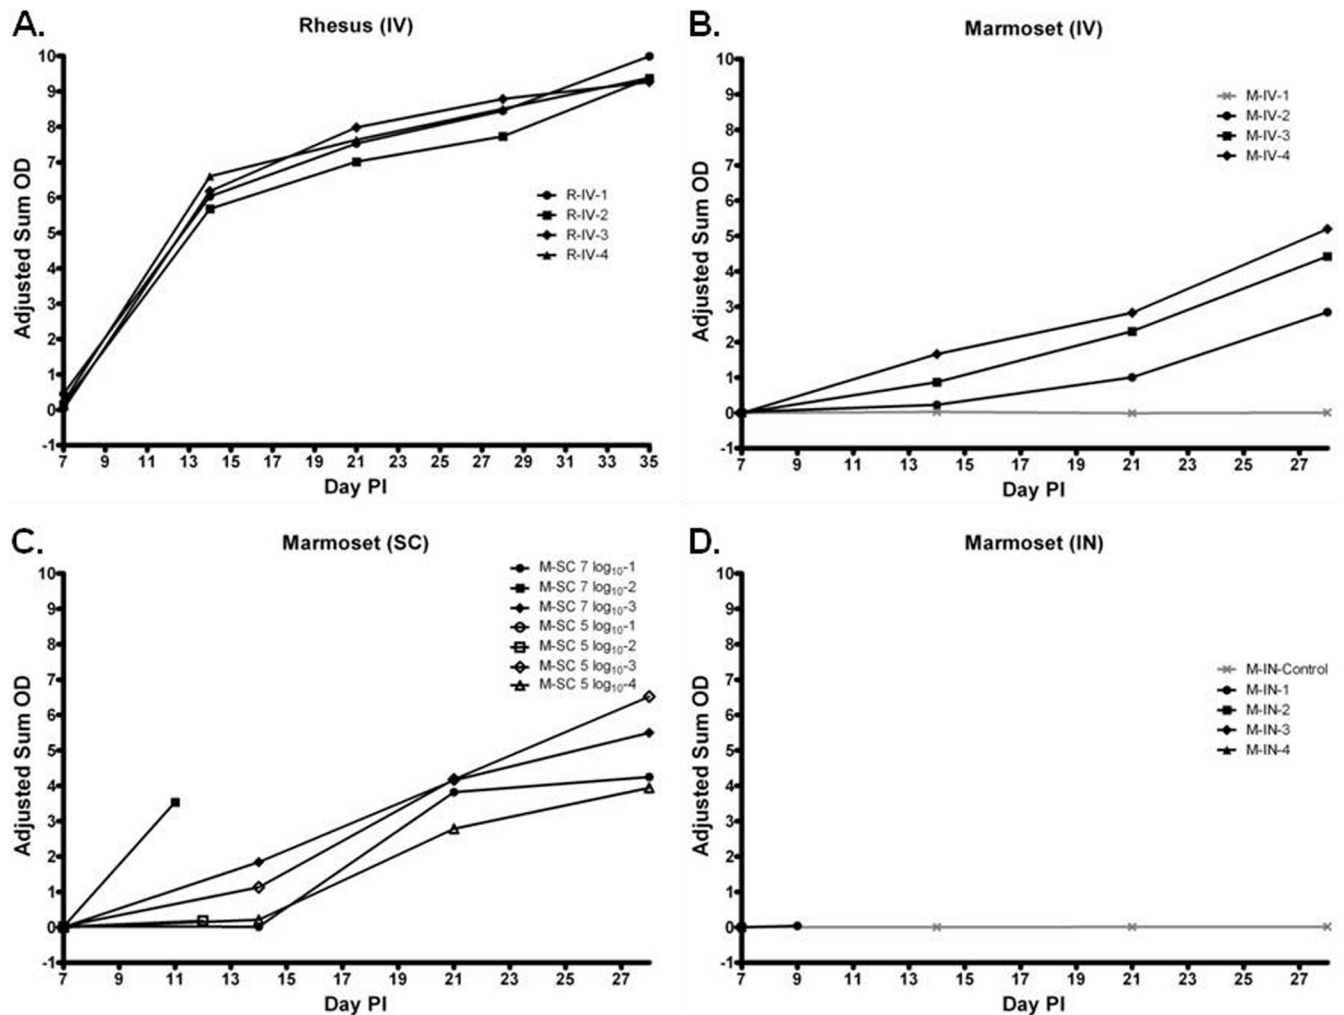 A.
Rhesus (IV)
Adjusted Sum OD
10
9
8
7
6
5
4
3
2
1
0
-1
R-IV-1
R-IV-2
R-IV-3
R-IV-4
7 9 11 13 15 17 19 21 23 25 27 29 31 33 35
Day PI
B.
Marmoset (IV)
Adjusted Sum OD
10
9
8
7
6
5
4
3
2
1
0
-1
M-IV-1
M-IV-2
M-IV-3
M-IV-4
7 9 11 13 15 17 19 21 23 25 27
Day PI
C.
Marmoset (SC)
Adjusted Sum OD
10
9
8
7
6
5
4
3
2
1
0
-1
M-SC 7 log₁₀-1
M-SC 7 log₁₀-2
M-SC 7 log₁₀-3
M-SC 5 log₁₀-1
M-SC 5 log₁₀-2
M-SC 5 log₁₀-3
M-SC 5 log₁₀-4
7 9 11 13 15 17 19 21 23 25 27
Day PI
D.
Marmoset (IN)
Adjusted Sum OD
10
9
8
7
6
5
4
3
2
1
0
-1
M-IN-Control
M-IN-1
M-IN-2
M-IN-3
M-IN-4
7 9 11 13 15 17 19 21 23 25 27
Day PI